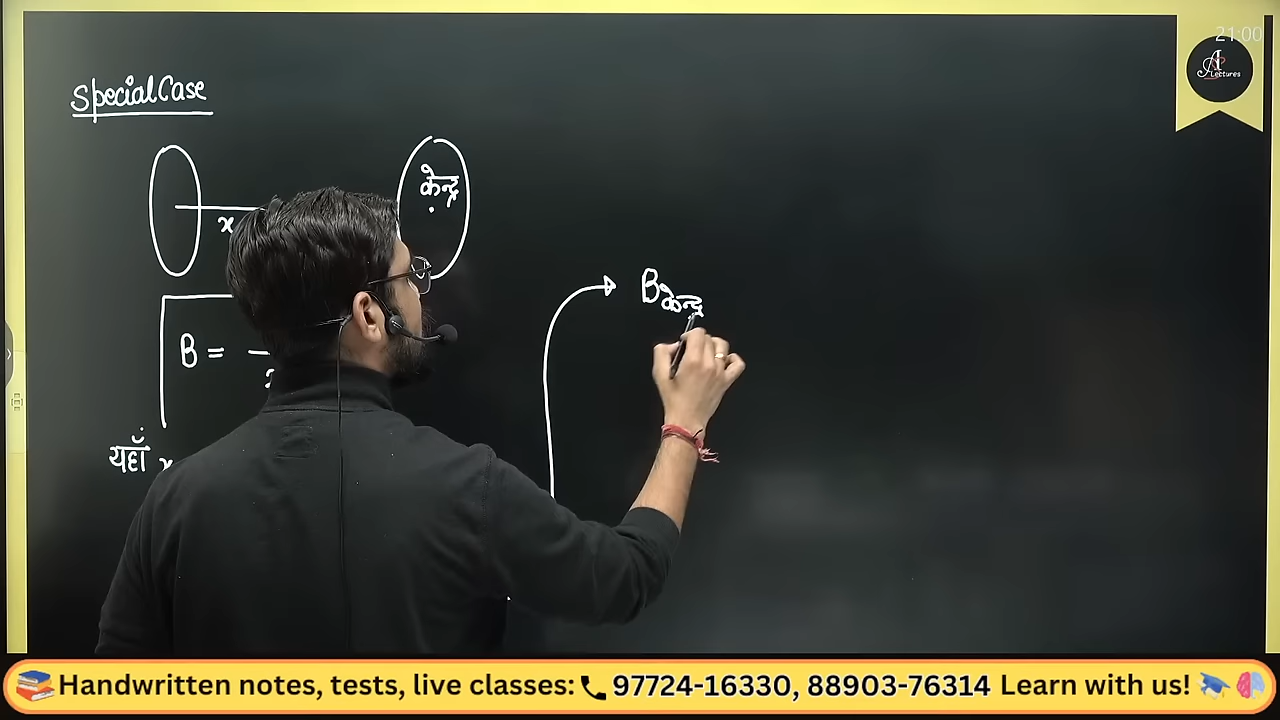 21:00
A
Lectures
Special Case
केन्द्र
x
B केन्द्र
B = —
यहाँ x
Handwritten notes, tests, live classes: 97724-16330, 88903-76314 Learn with us!